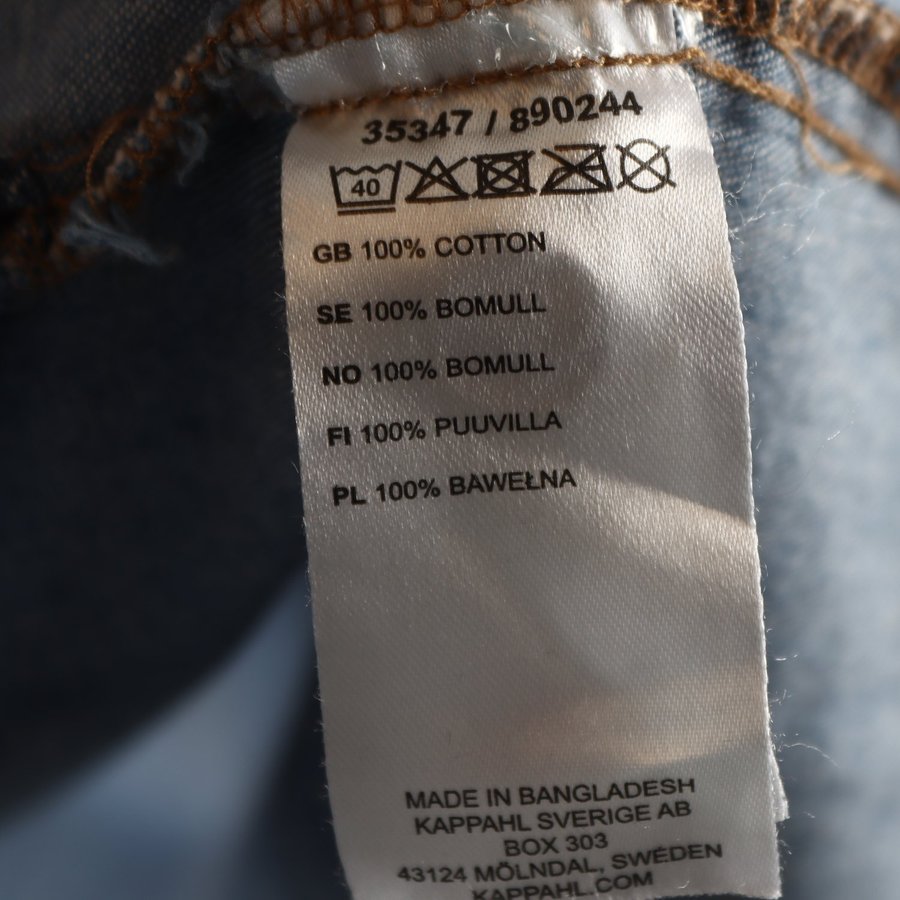 35347 / 890244
40
GB 100% COTTON
SE 100% BOMULL
NO 100% BOMULL
FI 100% PUUVILLA
PL 100% BAWEŁNA
MADE IN BANGLADESH
KAPPAHL SVERIGE AB
BOX 303
43124 MÖLNDAL, SWEDEN
KAPPAHL.COM